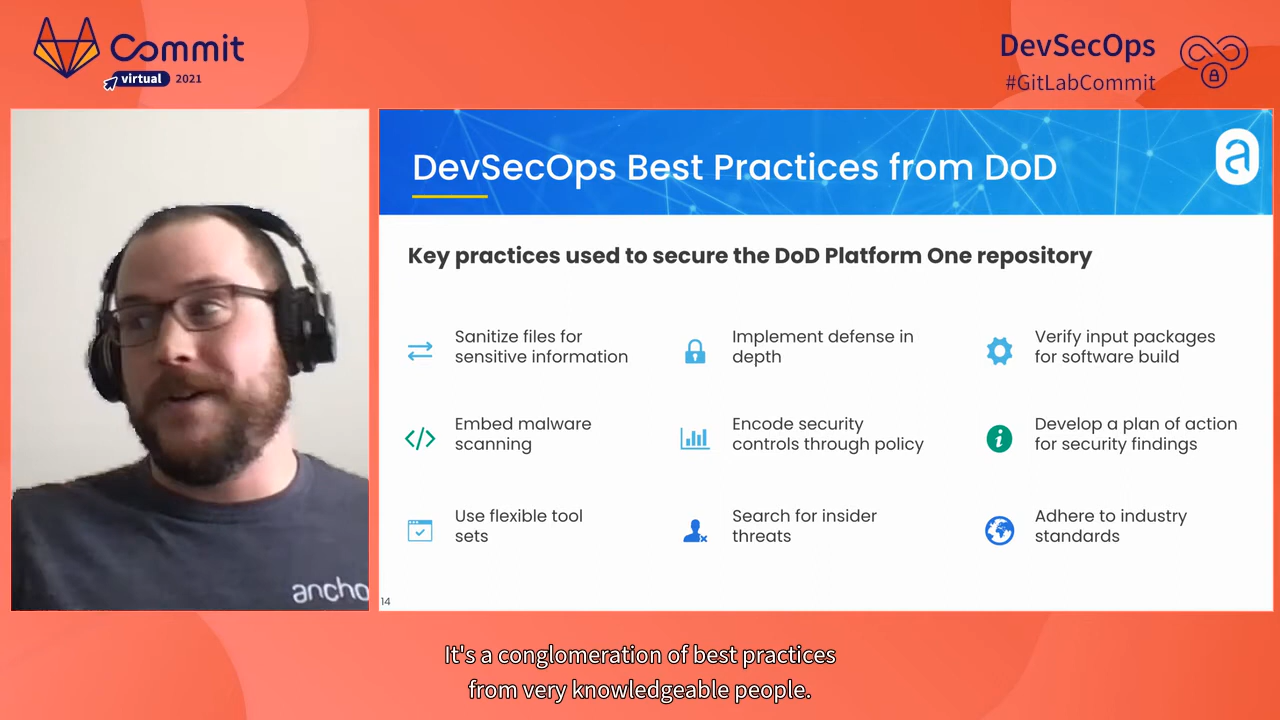 Commit
virtual 2021
DevSecOps
#GitLabCommit
DevSecOps Best Practices from DoD
a
Key practices used to secure the DoD Platform One repository
Sanitize files for
sensitive information
Implement defense in
depth
Verify input packages
for software build
Embed malware
scanning
Encode security
controls through policy
Develop a plan of action
for security findings
Use flexible tool
sets
Search for insider
threats
Adhere to industry
standards
ancho
14
It's a conglomeration of best practices
from very knowledgeable people.